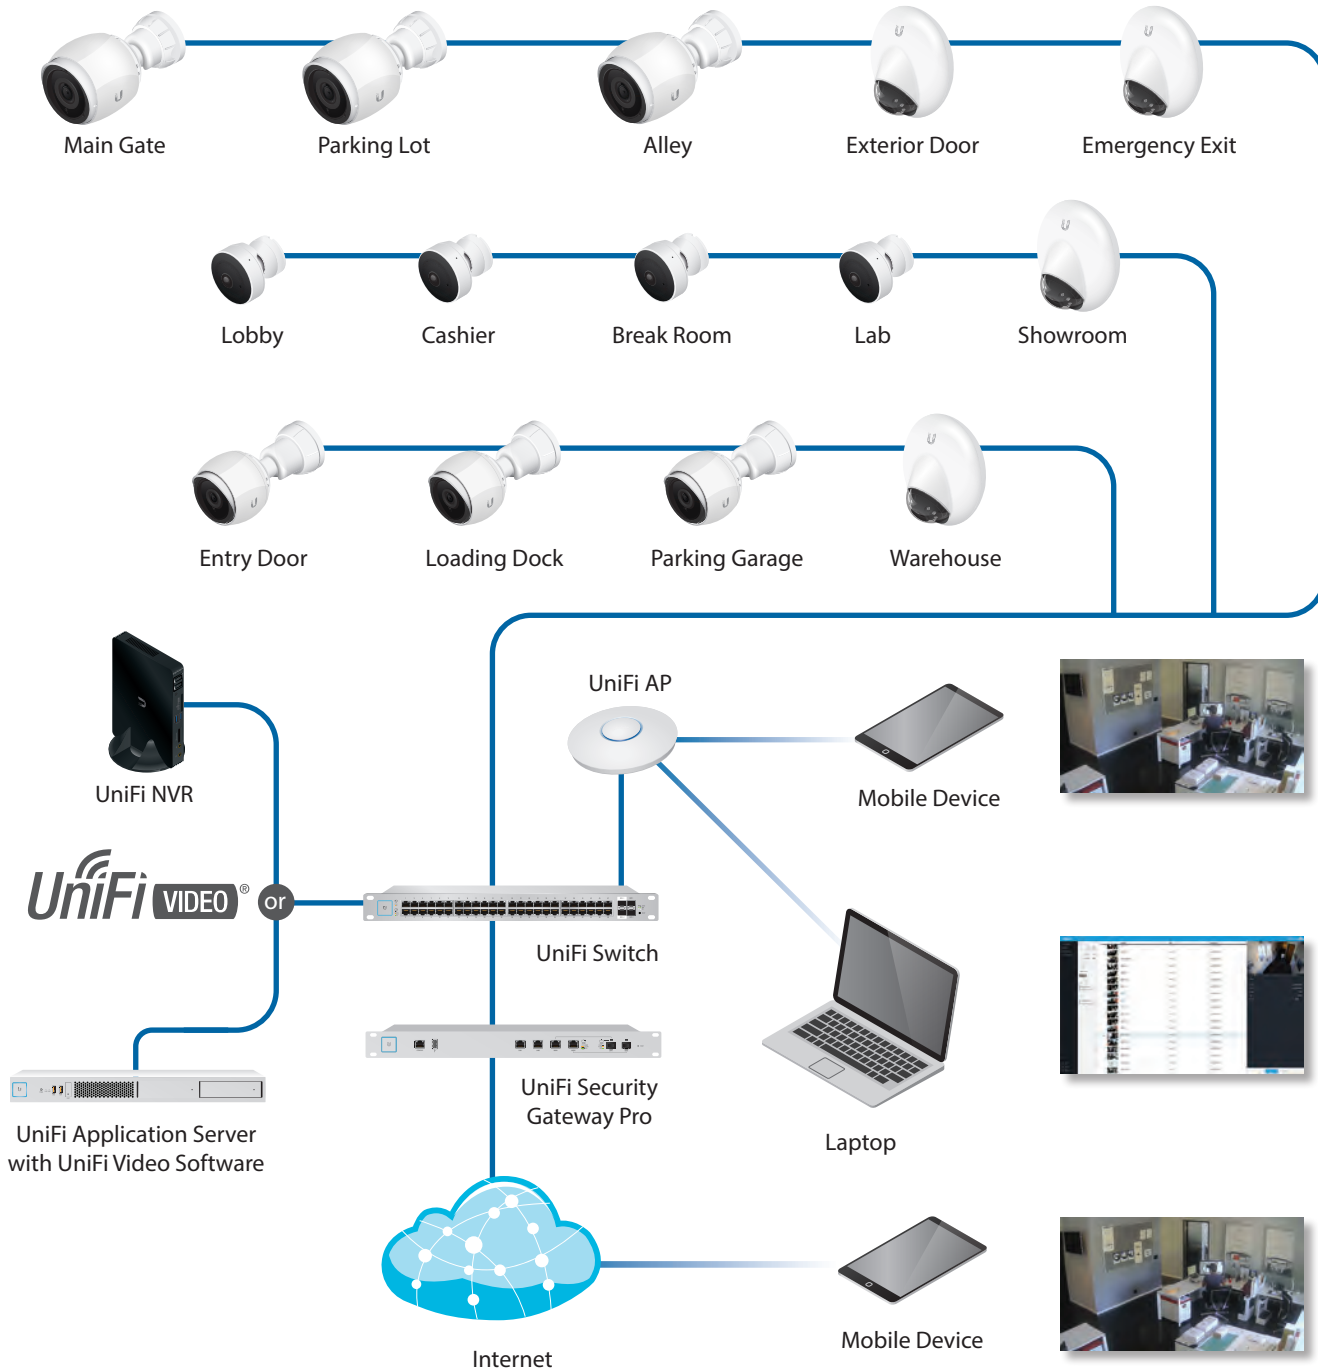 Main Gate
Parking Lot
Alley
Exterior Door
Emergency Exit
Lobby
Cashier
Break Room
Lab
Showroom
Entry Door
Loading Dock
Parking Garage
Warehouse
UniFi NVR
UniFi AP
Mobile Device
UniFi VIDEO®
or
UniFi Switch
UniFi Security
Gateway Pro
Laptop
UniFi Application Server
with UniFi Video Software
Internet
Mobile Device